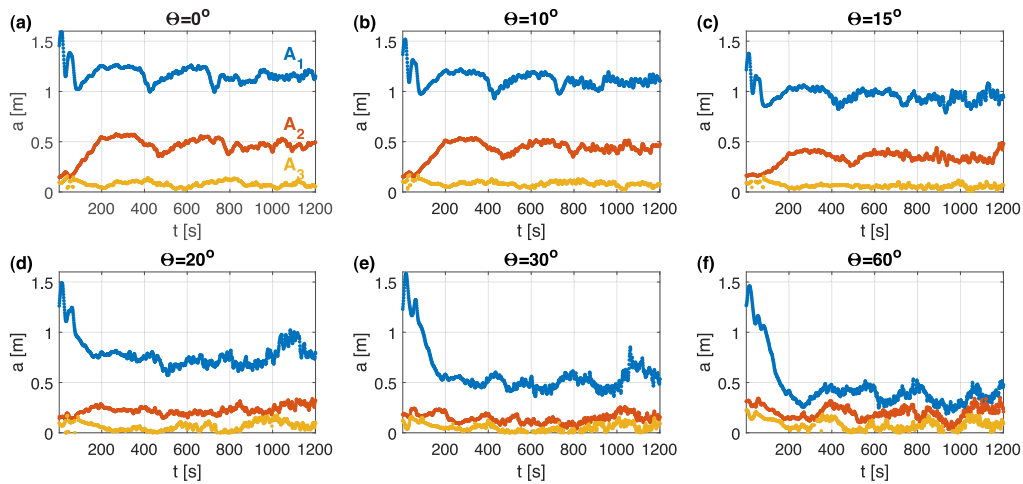 (a) Θ=0° (b) Θ=10° (c) Θ=15°
1.5 1.5 1.5
A₁
1 1 1
a [m] a [m] a [m]
0.5 A₂ 0.5 0.5
A₃
0 0 0
200 400 600 800 1000 1200 200 400 600 800 1000 1200 200 400 600 800 1000 1200
t [s] t [s] t [s]
(d) Θ=20° (e) Θ=30° (f) Θ=60°
1.5 1.5 1.5
1 1 1
a [m] a [m] a [m]
0.5 0.5 0.5
0 0 0
200 400 600 800 1000 1200 200 400 600 800 1000 1200 200 400 600 800 1000 1200
t [s] t [s] t [s]